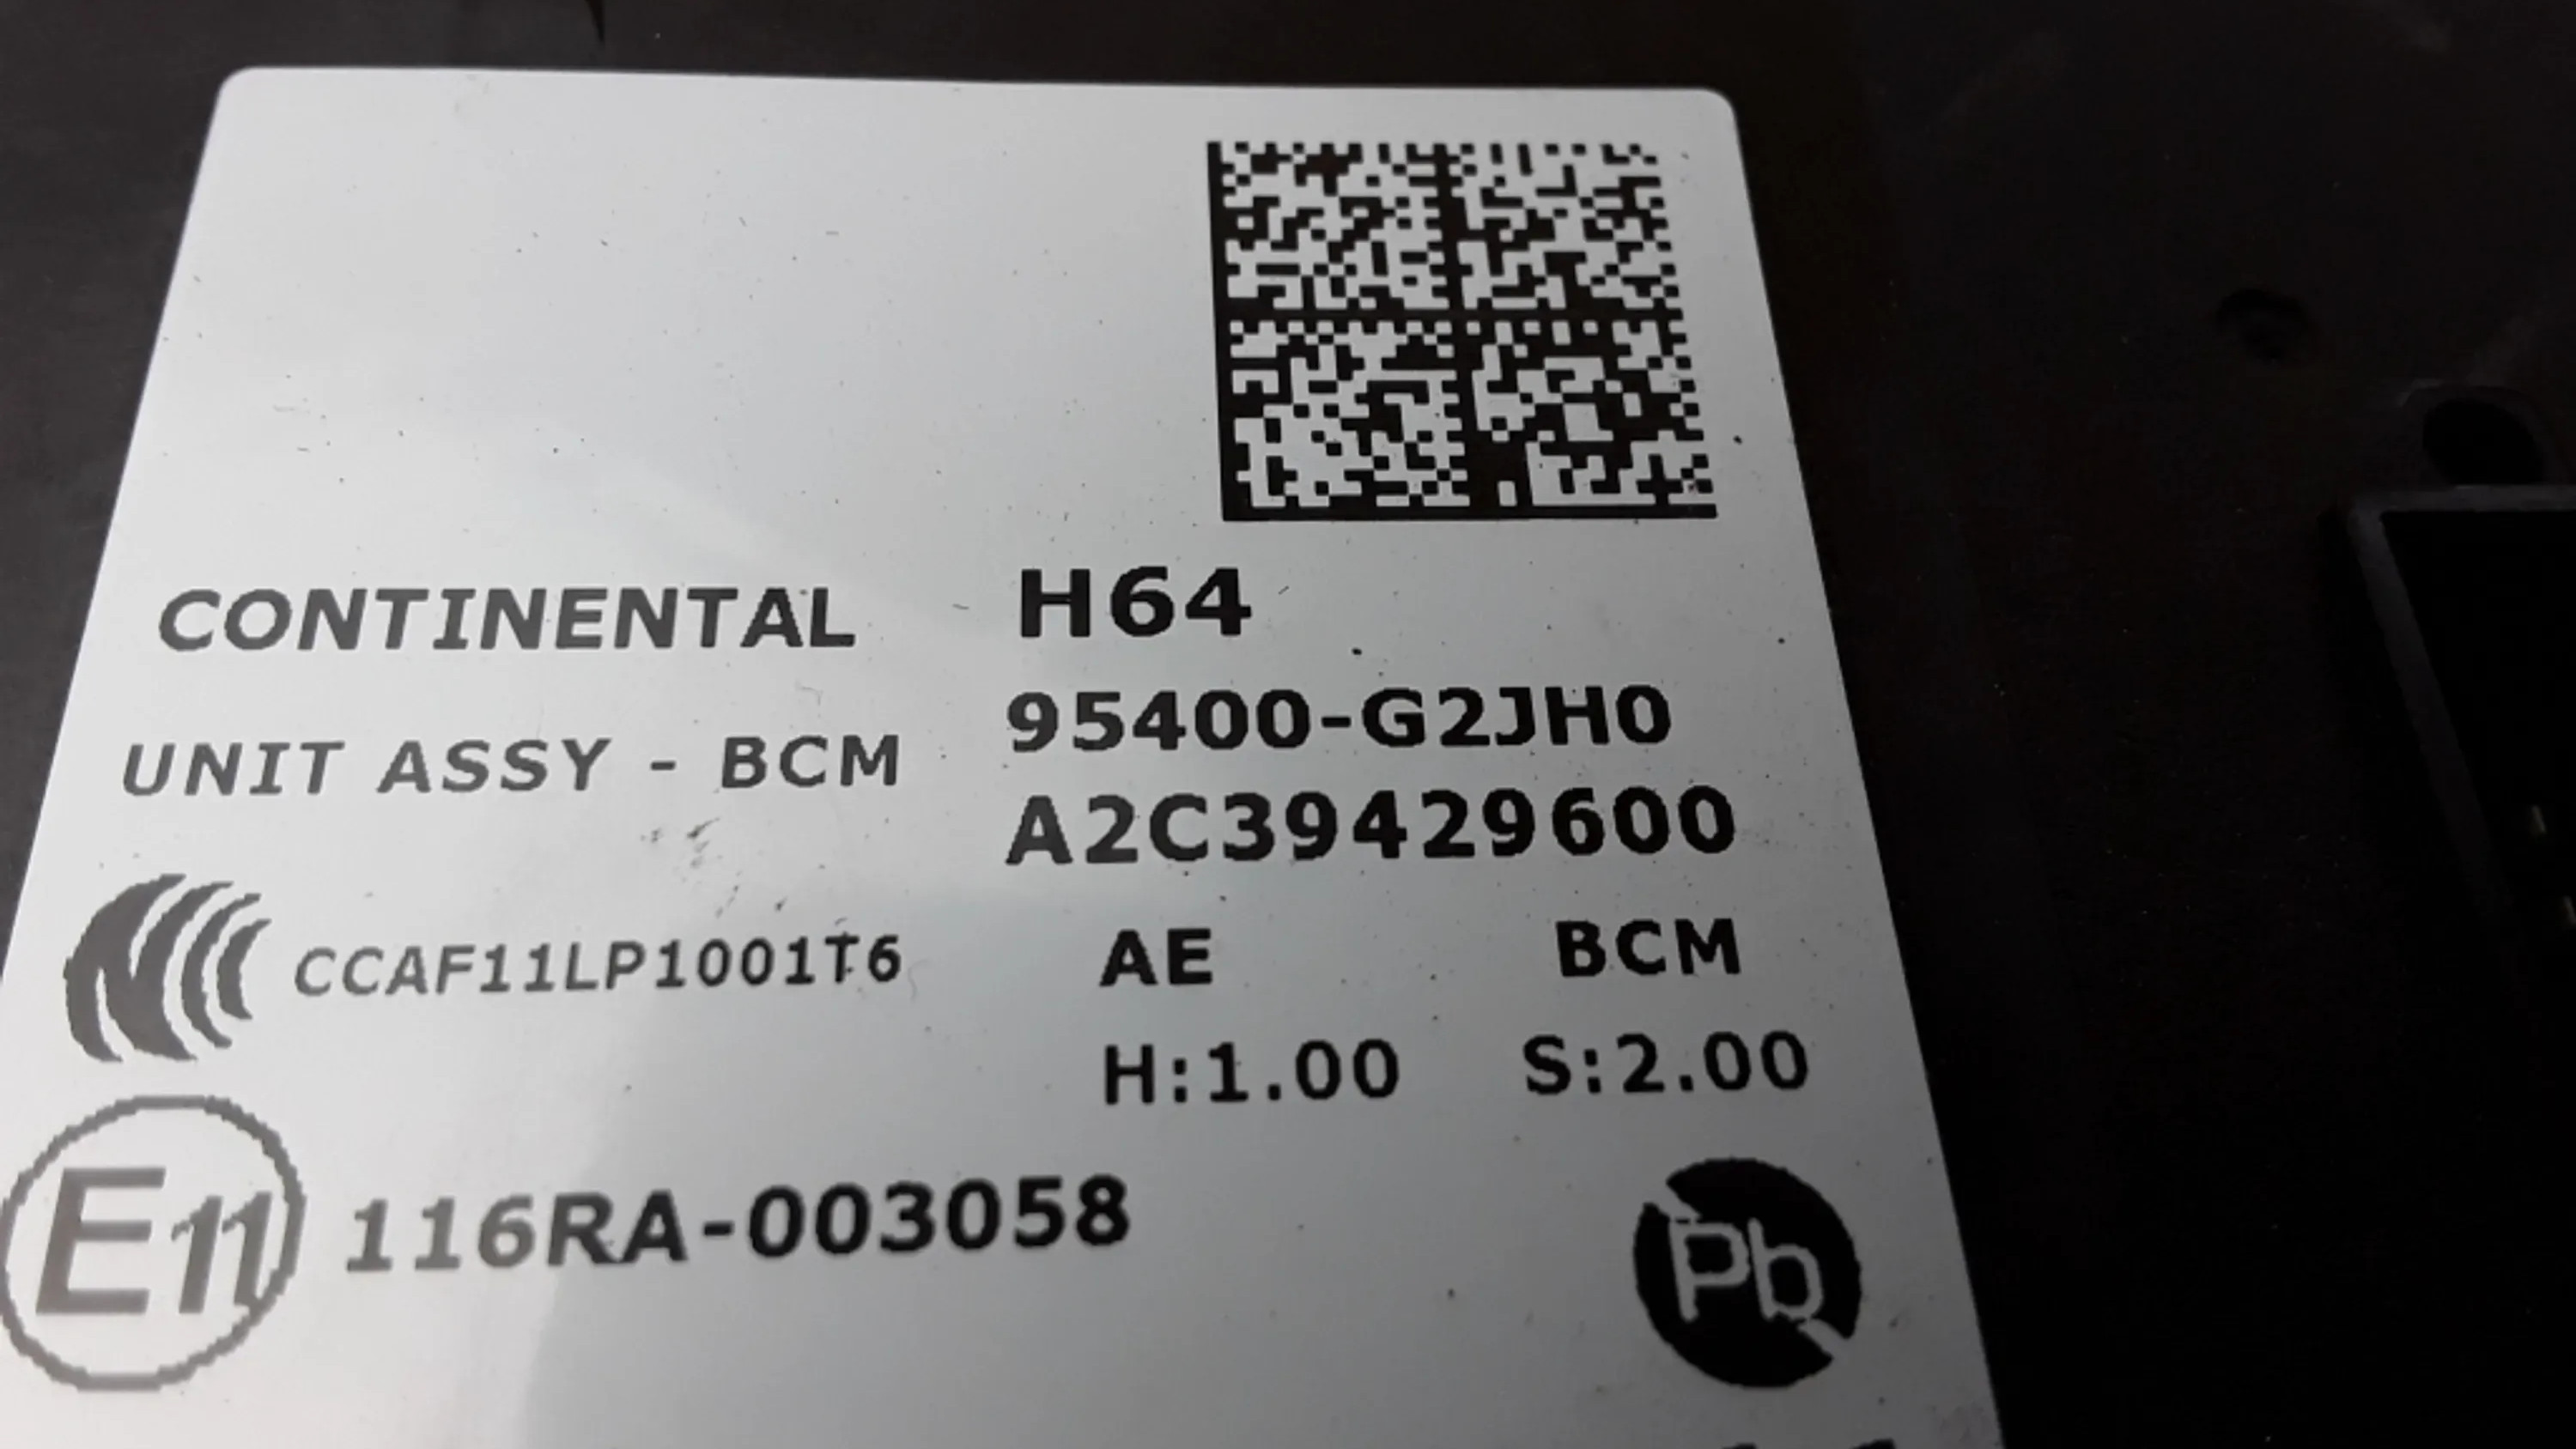 CONTINENTAL H64
UNIT ASSY - BCM 95400-G2JH0
A2C39429600
CCAF11LP1001T6 AE BCM
H:1.00 S:2.00
E11 116RA-003058
Pb